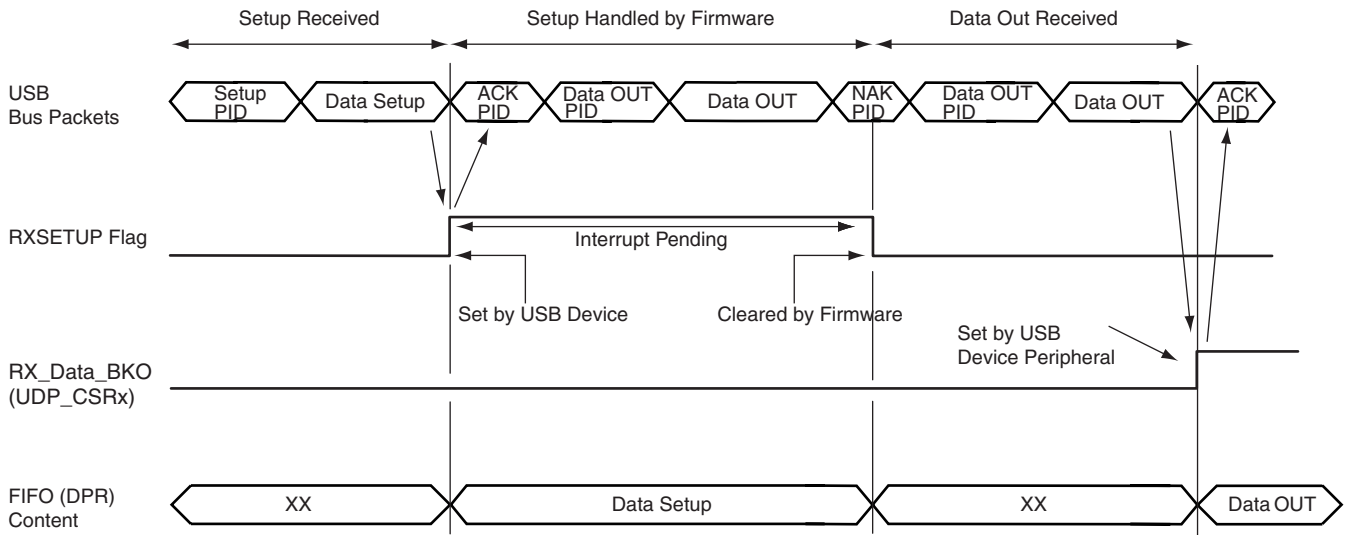 Setup Received
Setup Handled by Firmware
Data Out Received
USB
Bus Packets
Setup
PID
Data Setup
ACK
PID
Data OUT
PID
Data OUT
NAK
PID
Data OUT
PID
Data OUT
ACK
PID
RXSETUP Flag
Interrupt Pending
Set by USB Device
Cleared by Firmware
Set by USB
Device Peripheral
RX_Data_BKO
(UDP_CSRx)
FIFO (DPR)
Content
XX
Data Setup
XX
Data OUT